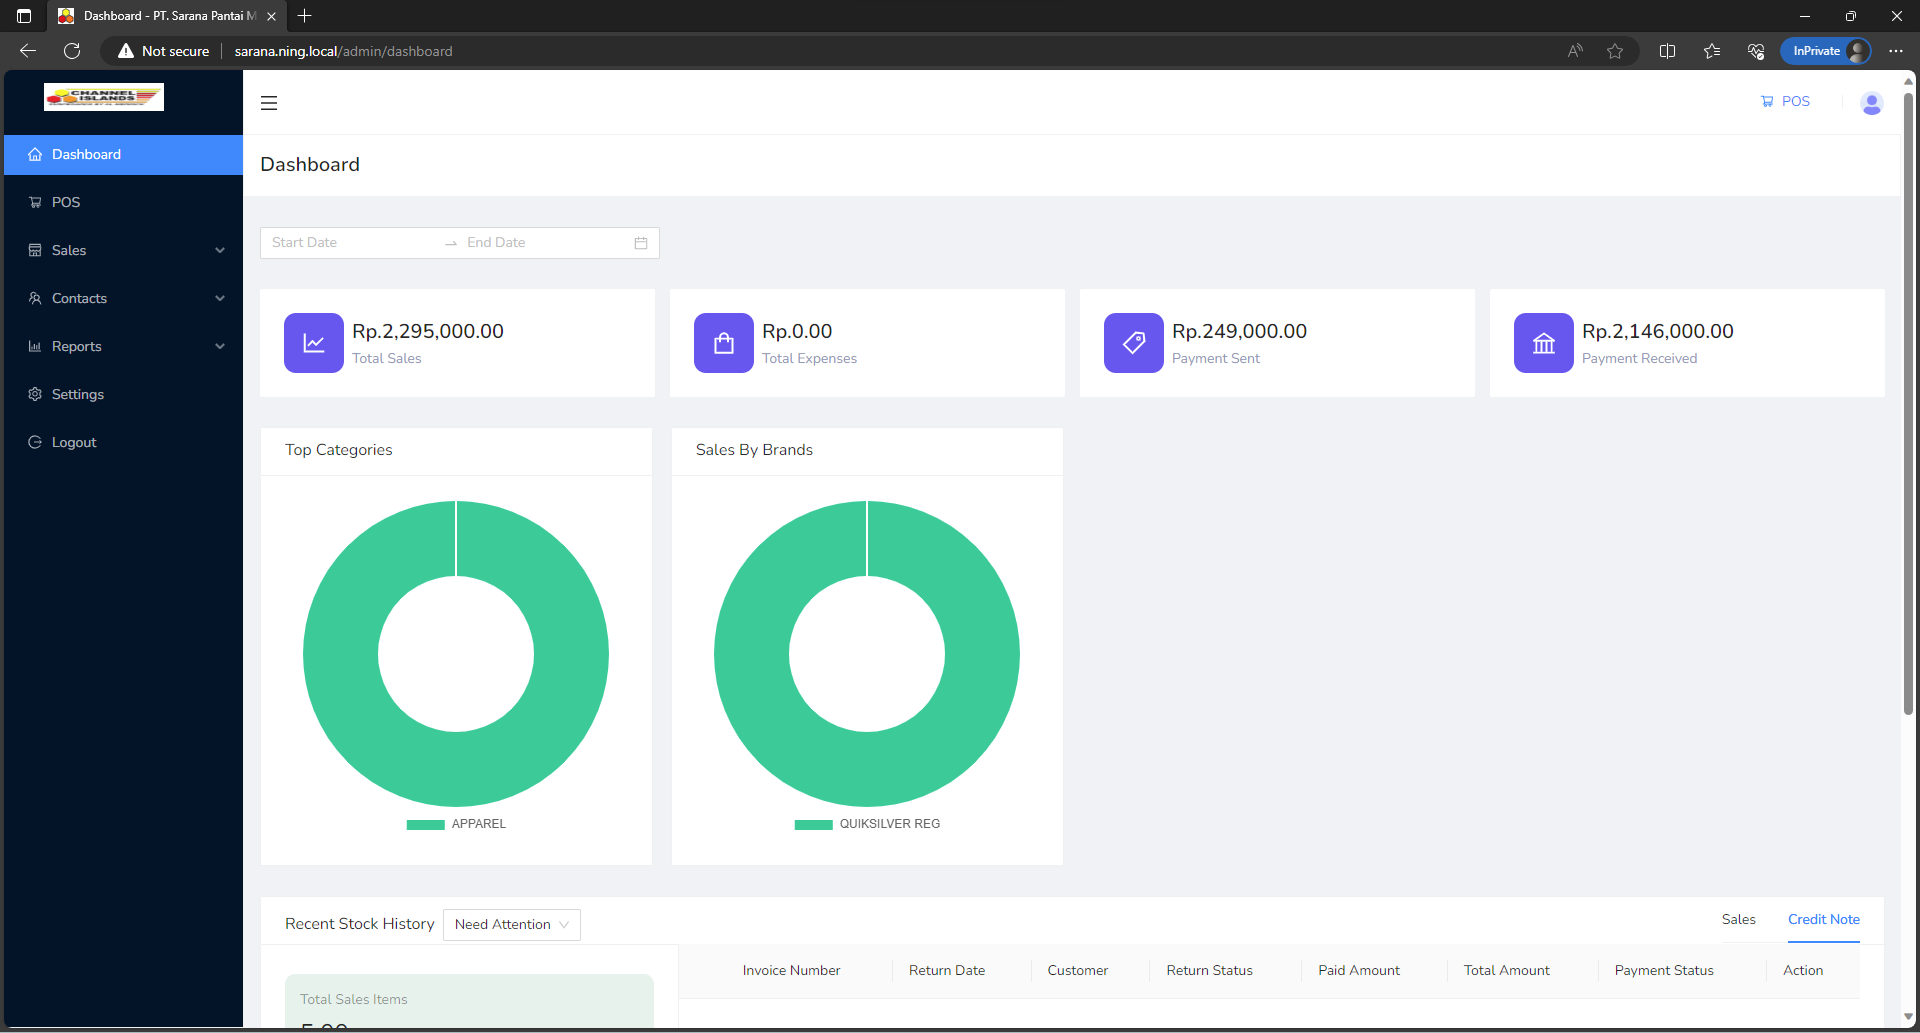 Dashboard - PT. Sarana Pantai M
Not secure
sarana.ning.local/admin/dashboard
InPrivate
CHANNEL
ISLANDS
POS
Dashboard
POS
Sales
Contacts
Reports
Settings
Logout
Dashboard
Start Date
End Date
Rp.2,295,000.00
Total Sales
Rp.0.00
Total Expenses
Rp.249,000.00
Payment Sent
Rp.2,146,000.00
Payment Received
Top Categories
APPAREL
Sales By Brands
QUIKSILVER REG
Recent Stock History
Need Attention
Sales
Credit Note
Total Sales Items
Invoice Number
Return Date
Customer
Return Status
Paid Amount
Total Amount
Payment Status
Action